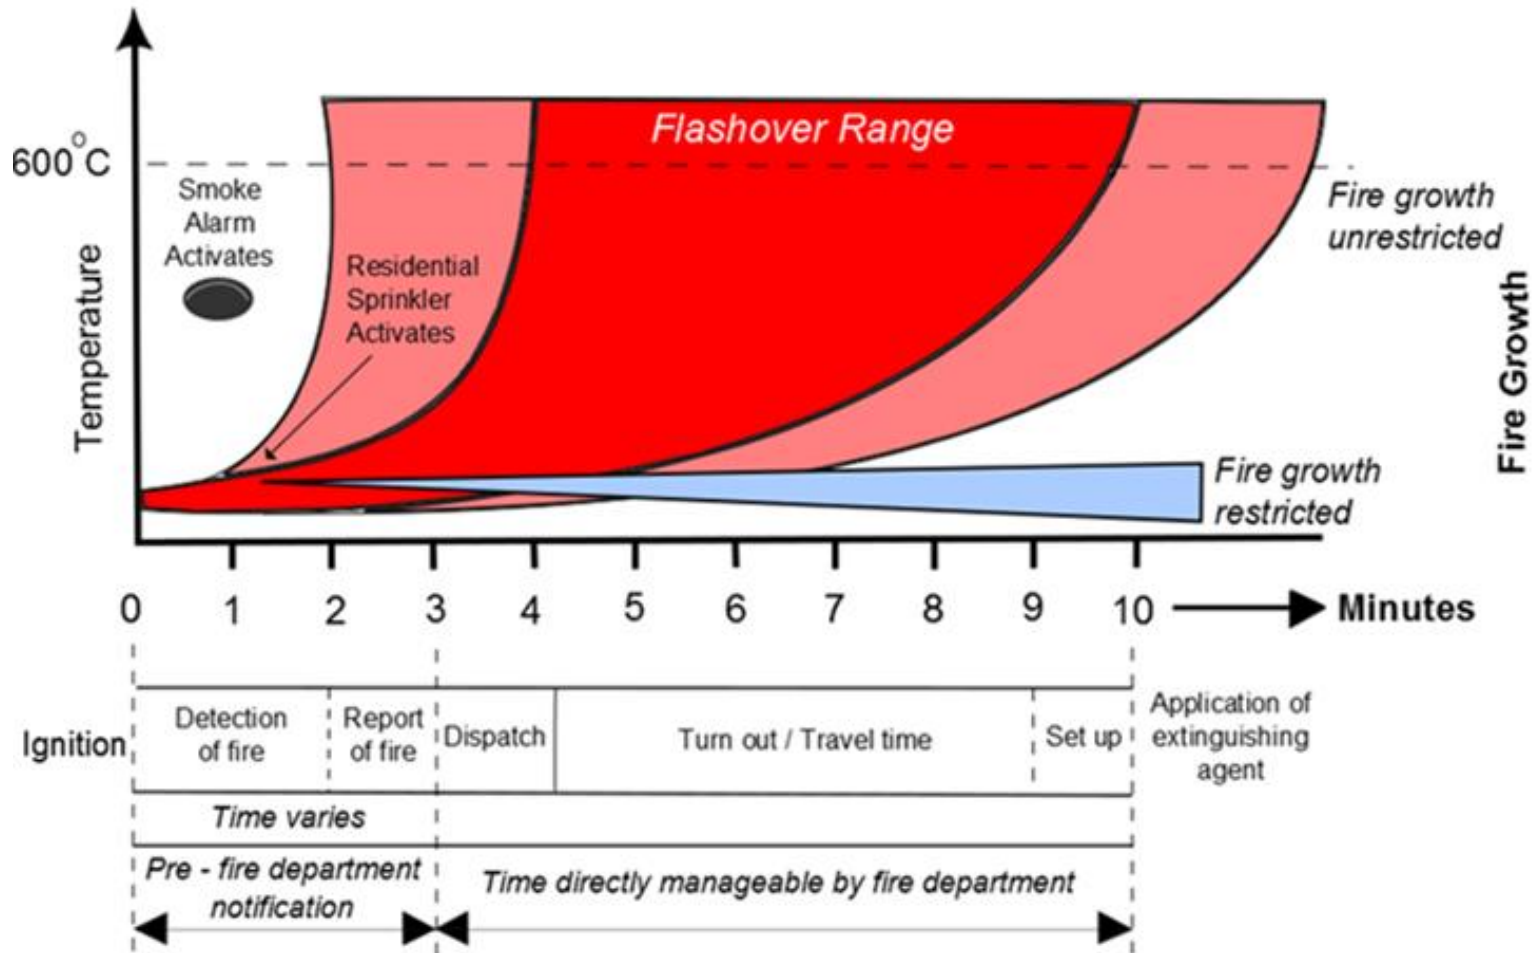 Flashover Range
600°C
Smoke
Alarm
Activates
Residential
Sprinkler
Activates
Temperature
Fire growth
unrestricted
Fire Growth
Fire growth
restricted
0 1 2 3 4 5 6 7 8 9 10 Minutes
Ignition
Detection
of fire
Report
of fire
Dispatch
Turn out / Travel time
Set up
Application of
extinguishing
agent
Time varies
Pre - fire department
notification
Time directly manageable by fire department